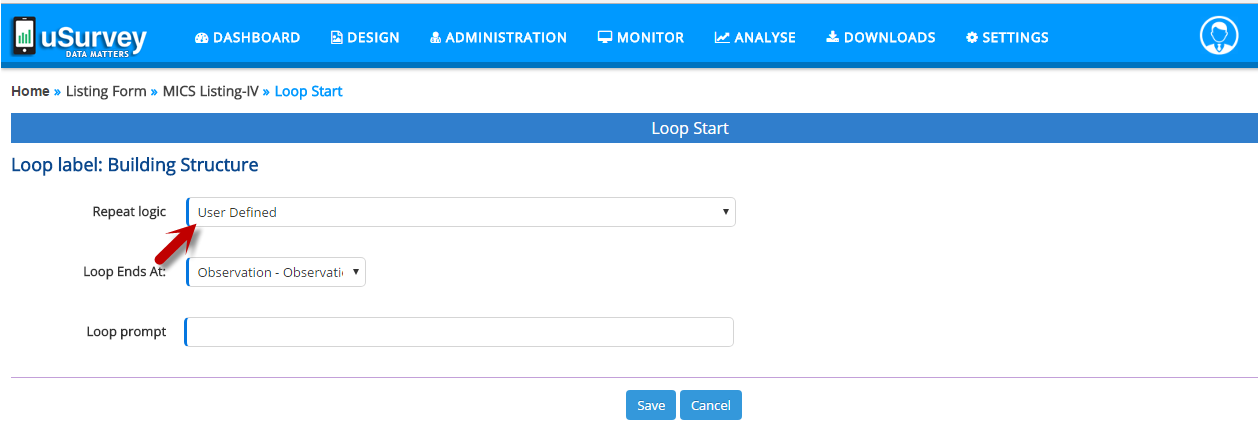 uSurvey
DATA MATTERS
DASHBOARD DESIGN ADMINISTRATION MONITOR ANALYSE DOWNLOADS SETTINGS
Home » Listing Form » MICS Listing-IV » Loop Start
Loop Start
Loop label: Building Structure
Repeat logic User Defined
Loop Ends At: Observation - Observati
Loop prompt
Save Cancel